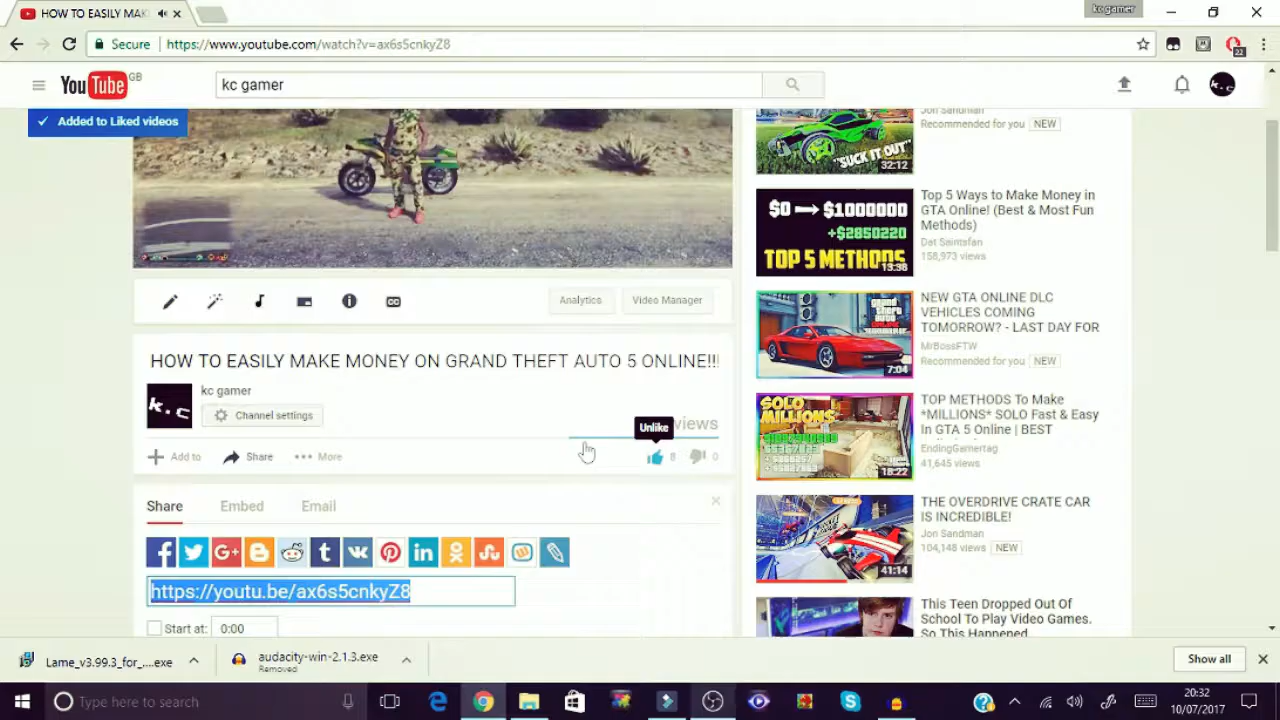 HOW TO EASILY MAK
kc gamer
Secure
https://www.youtube.com/watch?v=ax6s5cnkyZ8
22
YouTube GB
kc gamer
k.c
Added to Liked videos
Analytics
Video Manager
CC
HOW TO EASILY MAKE MONEY ON GRAND THEFT AUTO 5 ONLINE!!!
k.c
kc gamer
Channel settings
views
Unlike
Add to
Share
More
8
0
Share
Embed
Email
https://youtu.be/ax6s5cnkyZ8
Start at:
0:00
Jon Sandman
Recommended for you
NEW
"SUCK IT OUT"
32:12
$0 $1000000
+$2850220
TOP 5 METHODS
13:38
Top 5 Ways to Make Money in
GTA Online! (Best & Most Fun
Methods)
Dat Saintsfan
158,973 views
7:04
NEW GTA ONLINE DLC
VEHICLES COMING
TOMORROW? - LAST DAY FOR
MrBossFTW
Recommended for you
NEW
SOLO
MILLIONS
18:22
TOP METHODS To Make
*MILLIONS* SOLO Fast & Easy
In GTA 5 Online | BEST
EndingGamertag
41,645 views
41:14
THE OVERDRIVE CRATE CAR
IS INCREDIBLE!
Jon Sandman
104,148 views
NEW
This Teen Dropped Out Of
School To Play Video Games.
So This Happened
Lame_v3.99.3_for_....exe
audacity-win-2.1.3.exe
Removed
Show all
Type here to search
20:32
10/07/2017